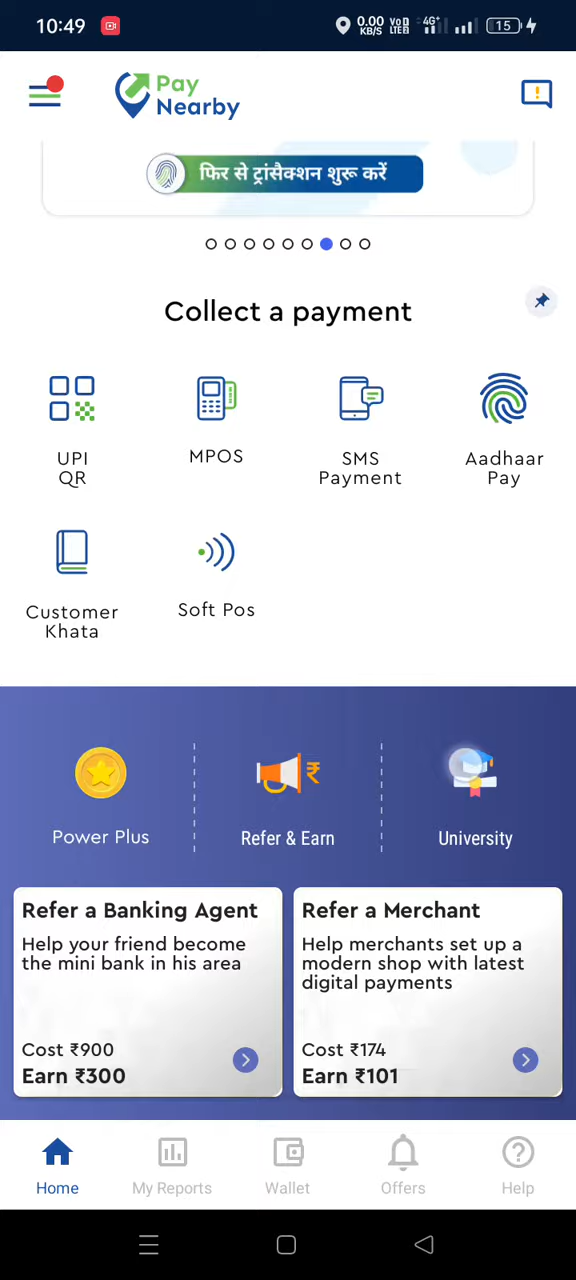 10:49
0.00 KB/S
VoD LTE
4G+
15
Pay
Nearby
फिर से ट्रांसैक्शन शुरू करें
Collect a payment
UPI
QR
MPOS
SMS
Payment
Aadhaar
Pay
Customer
Khata
Soft Pos
Power Plus
Refer & Earn
University
Refer a Banking Agent
Help your friend become
the mini bank in his area
Cost ₹900
Earn ₹300
Refer a Merchant
Help merchants set up a
modern shop with latest
digital payments
Cost ₹174
Earn ₹101
Home
My Reports
Wallet
Offers
Help